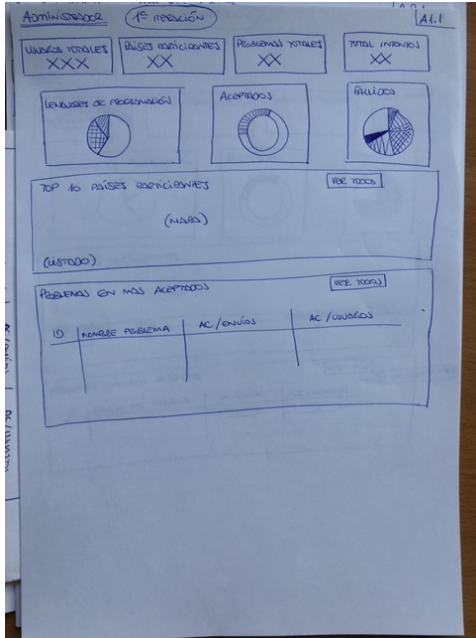 ADMINISTRADOR 1ª ITERACIÓN A1.1
USUARIOS TOTALES PAÍSES PARTICIPANTES PROBLEMAS TOTALES TOTAL INTENTOS
XXX XX XX XX
LENGUAJES DE PROGRAMACIÓN ACEPTADOS FALLIDOS
TOP 10 PAÍSES PARTICIPANTES VER TODOS
(MAPA)
(LISTADO)
PROBLEMAS CON MAS ACEPTADOS VER TODOS
ID NOMBRE PROBLEMA AC/ENVÍOS AC/USUARIOS